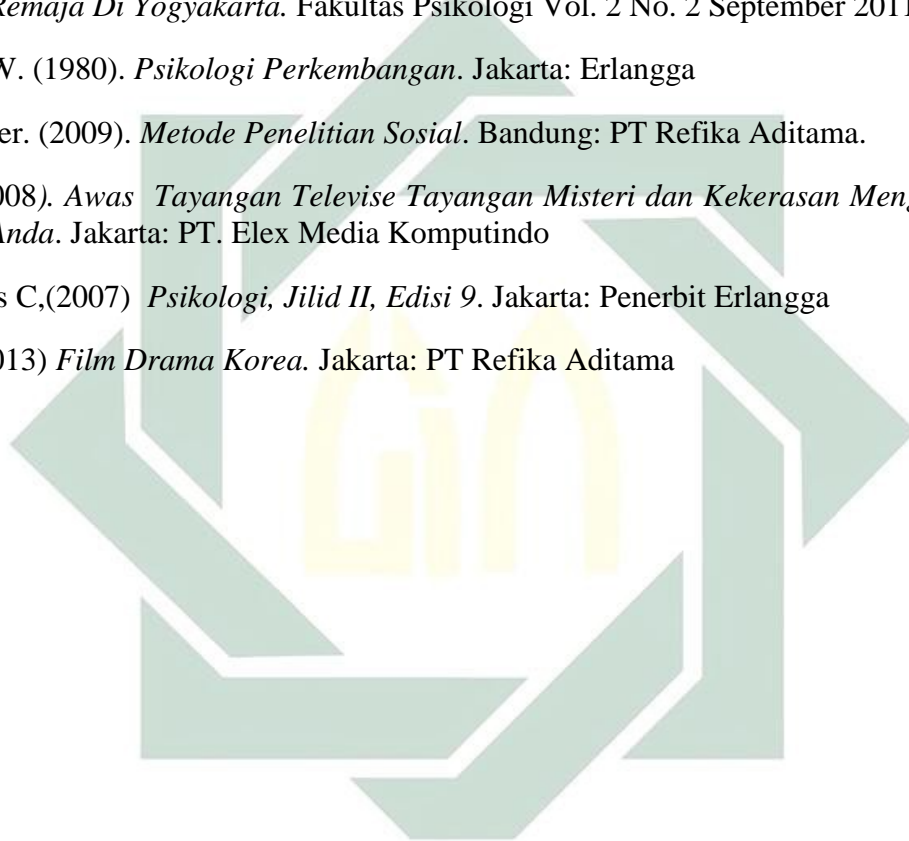 Remaja Di Yogyakarta. Fakultas Psikologi Vol. 2 No. 2 September 2011
W. (1980). Psikologi Perkembangan. Jakarta: Erlangga
er. (2009). Metode Penelitian Sosial. Bandung: PT Refika Aditama.
008). Awas Tayangan Televise Tayangan Misteri dan Kekerasan Meng
Anda. Jakarta: PT. Elex Media Komputindo
s C,(2007) Psikologi, Jilid II, Edisi 9. Jakarta: Penerbit Erlangga
013) Film Drama Korea. Jakarta: PT Refika Aditama